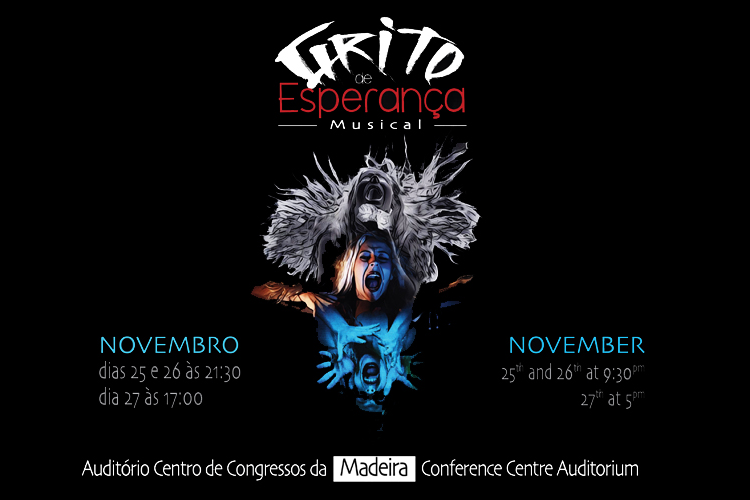 GRITO
de
Esperança
Musical
NOVEMBRO
dias 25 e 26 às 21:30
dia 27 às 17:00
NOVEMBER
25th and 26th at 9:30pm
27th at 5pm
Auditório Centro de Congressos da Madeira Conference Centre Auditorium